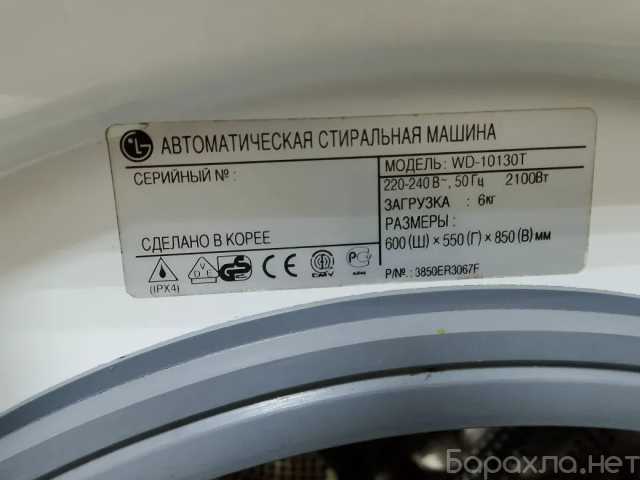 LG АВТОМАТИЧЕСКАЯ СТИРАЛЬНАЯ МАШИНА
СЕРИЙНЫЙ № :
МОДЕЛЬ: WD-10130T
220-240 В~, 50 Гц 2100Вт
ЗАГРУЗКА : 6кг
РАЗМЕРЫ :
600 (Ш) × 550 (Г) × 850 (В) мм
СДЕЛАНО В КОРЕЕ
(IPX4)
P/№ : 3850ER3067F
Барахла.нет